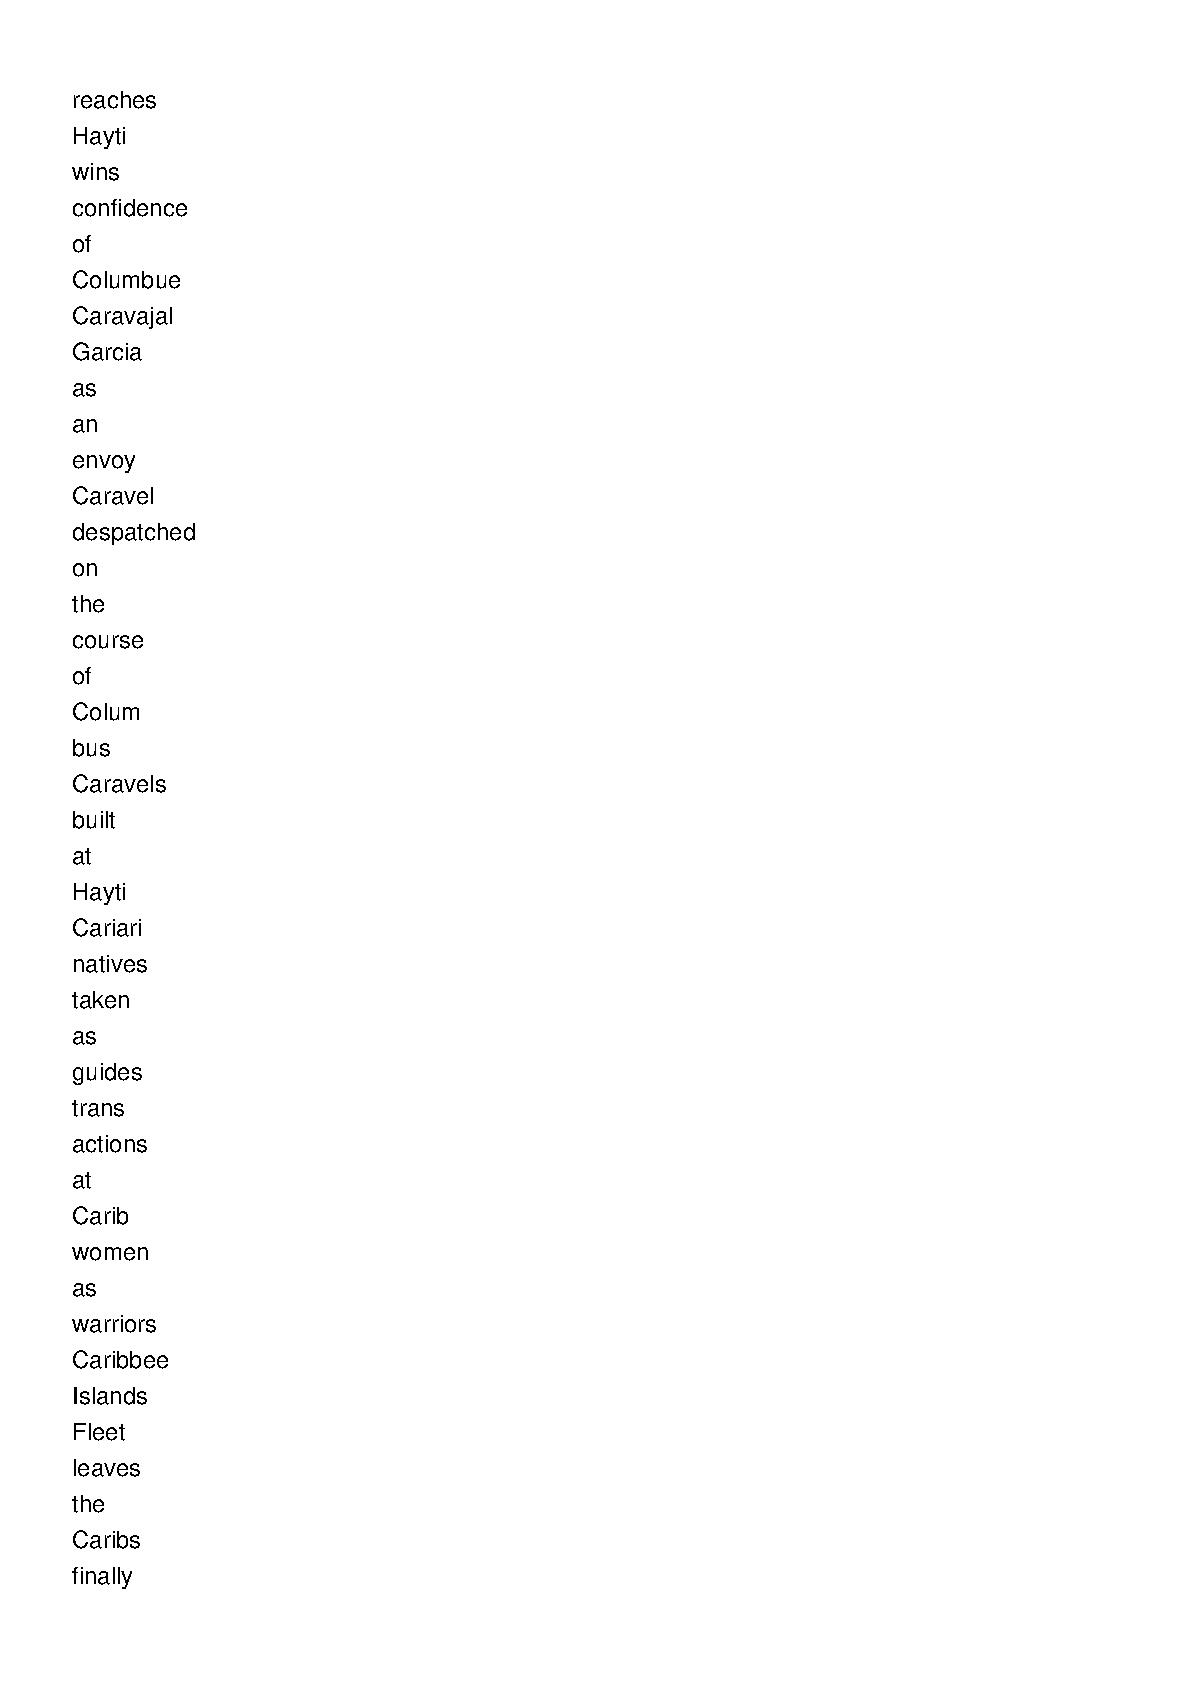 reaches
Hayti
wins
confidence
of
Columbue
Caravajal
Garcia
as
an
envoy
Caravel
despatched
on
the
course
of
Colum
bus
Caravels
built
at
Hayti
Cariari
natives
taken
as
guides
trans
actions
at
Carib
women
as
warriors
Caribbee
Islands
Fleet
leaves
the
Caribs
finally